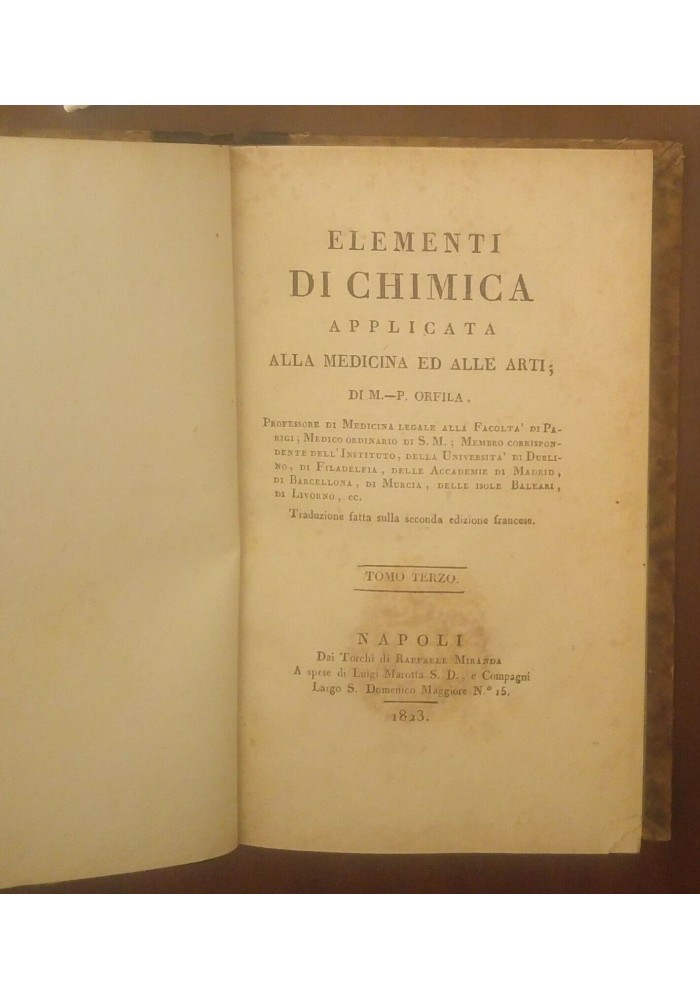 ELEMENTI
DI CHIMICA
APPLICATA
ALLA MEDICINA ED ALLE ARTI;
DI M.—P. ORFILA,
PROFESSORE DI MEDICINA LEGALE ALLA FACOLTA' DI PA-
RIGI; MEDICO ORDINARIO DI S. M.; MEMBRO CORRISPON-
DENTE DELL'INSTITUTO, DELLA UNIVERSITA' DI DUBLI-
NO, DI FILADELFIA, DELLE ACCADEMIE DI MADRID,
DI BARCELLONA, DI MURCIA, DELLE ISOLE BALEARI,
DI LIVORNO, EC.
Traduzione fatta sulla seconda edizione francese.
TOMO TERZO.
NAPOLI
Dai Torchi di RAFFAELE MIRANDA
A spese di Luigi Marotta S. D., e Compagni
Largo S. Domenico Maggiore N.° 15.
1823.